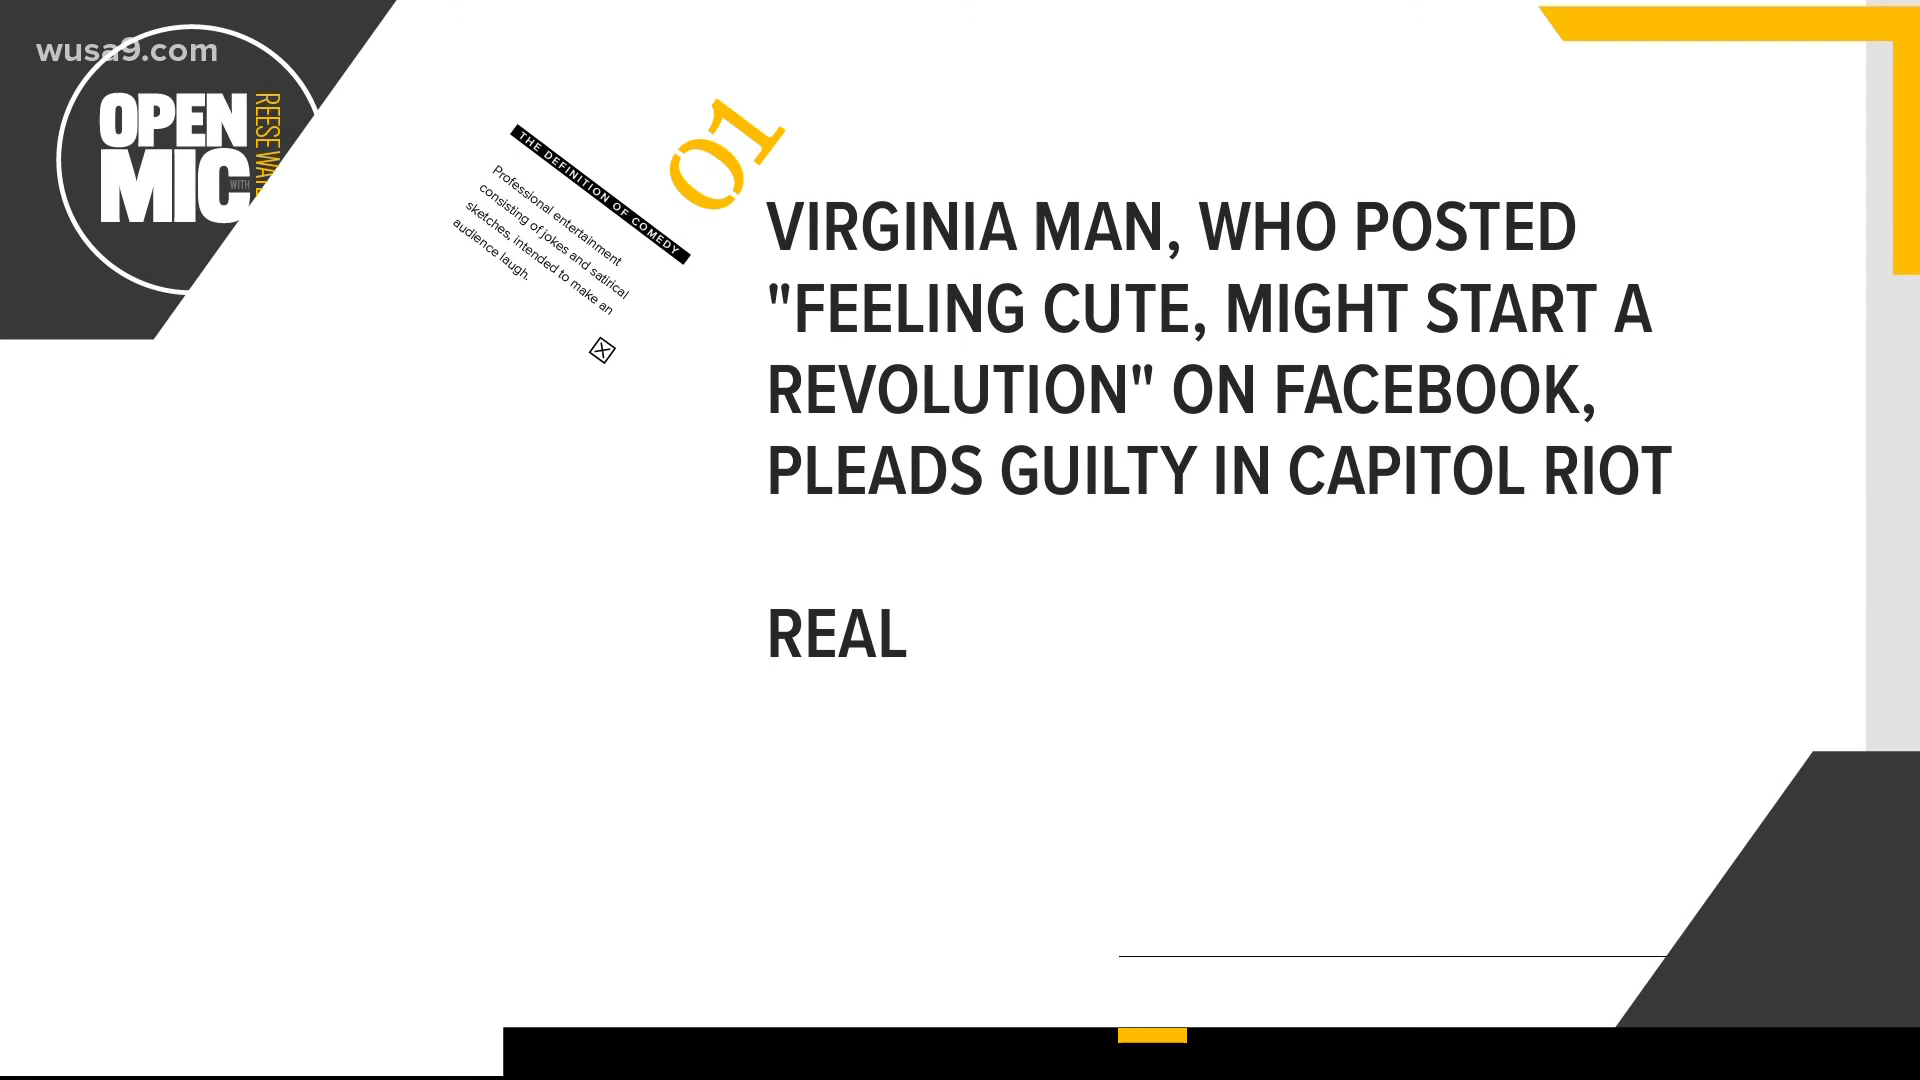 wusa9.com
OPEN
MIC
WITH
REESE
01
THE DEFINITION OF COMEDY
Professional entertainment
consisting of jokes and satirical
sketches, intended to make an
audience laugh.
VIRGINIA MAN, WHO POSTED
"FEELING CUTE, MIGHT START A
REVOLUTION" ON FACEBOOK,
PLEADS GUILTY IN CAPITOL RIOT
REAL